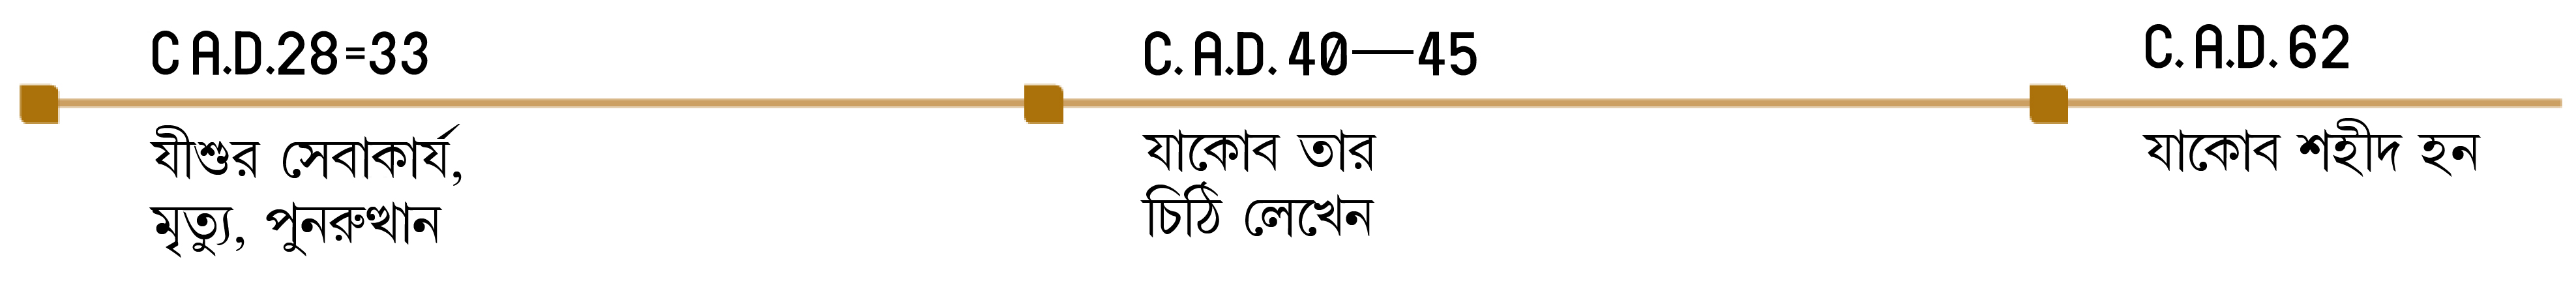 C A.D.28=33
যীশুর সেবাকার্য,
মৃত্যু, পুনরুত্থান
C. A.D. 40—45
যাকোব তার
চিঠি লেখেন
C. A.D. 62
যাকোব শহীদ হন